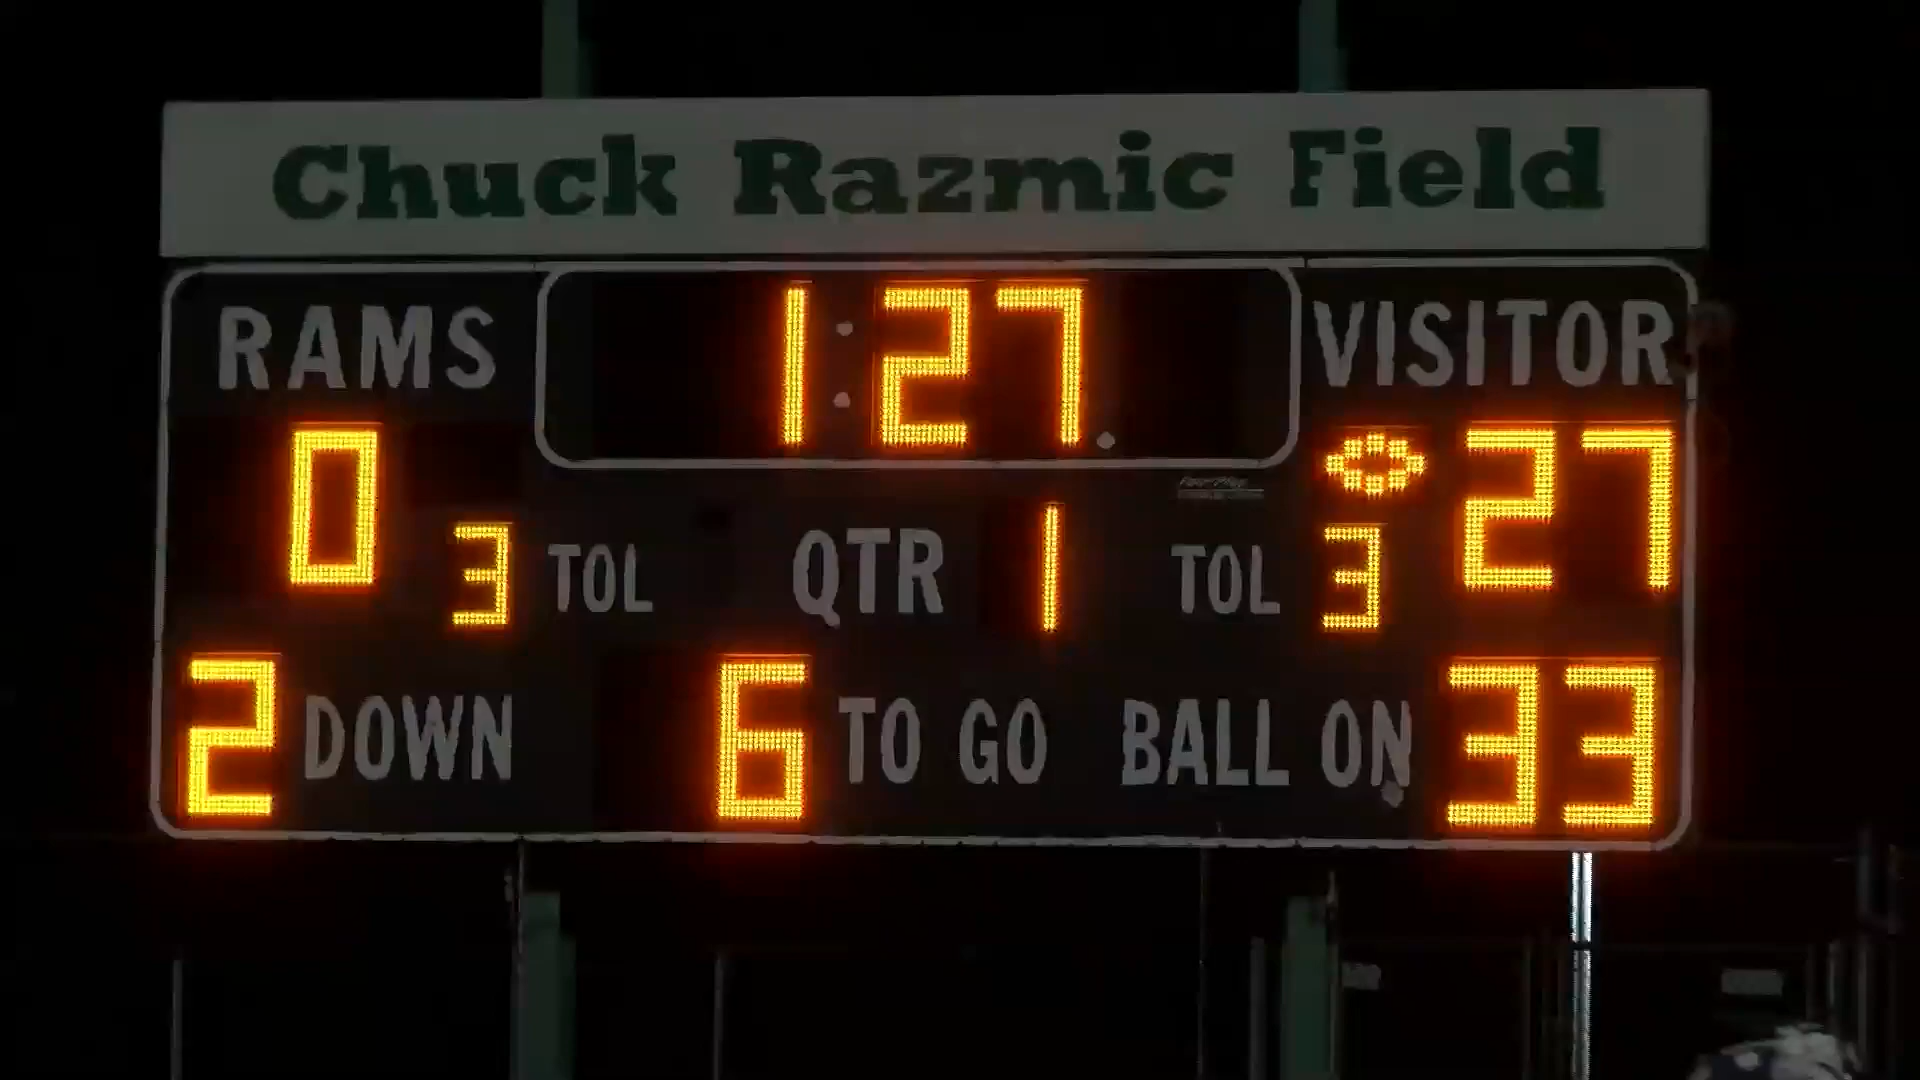 Chuck Razmic Field
RAMS 1:27 VISITOR
0 27
3 TOL QTR 1 TOL 3
2 DOWN 6 TO GO BALL ON 33